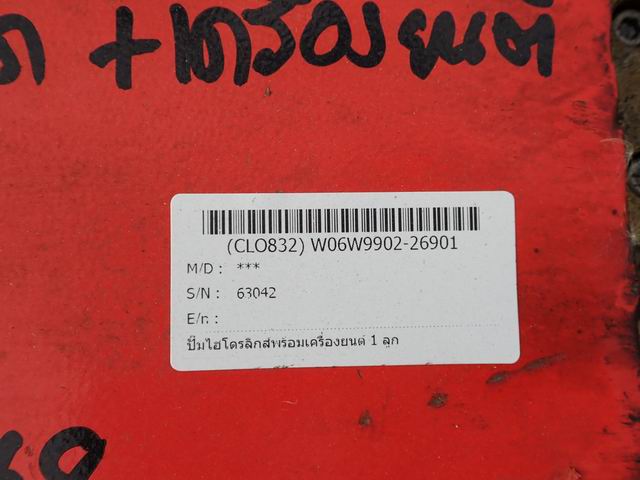 +เครื่องยนต์
(CLO832) W06W9902-26901
M/D : ***
S/N : 63042
E/n :
ปั๊มไฮโดรลิกส์พร้อมเครื่องยนต์ 1 ลูก